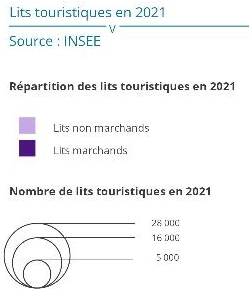 Lits touristiques en 2021
Source : INSEE
Répartition des lits touristiques en 2021
Lits non marchands
Lits marchands
Nombre de lits touristiques en 2021
28 000
16 000
5 000